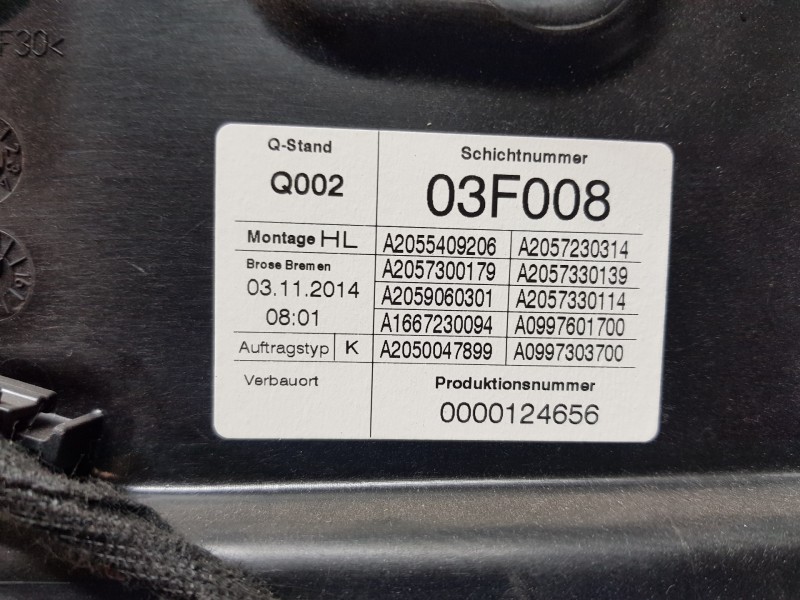 F30<
Q-Stand
Q002
Schichtnummer
03F008
Montage HL
Brose Bremen
03.11.2014
08:01
Auftragstyp K
A2055409206 A2057230314
A2057300179 A2057330139
A2059060301 A2057330114
A1667230094 A0997601700
A2050047899 A0997303700
Verbauort
Produktionsnummer
0000124656